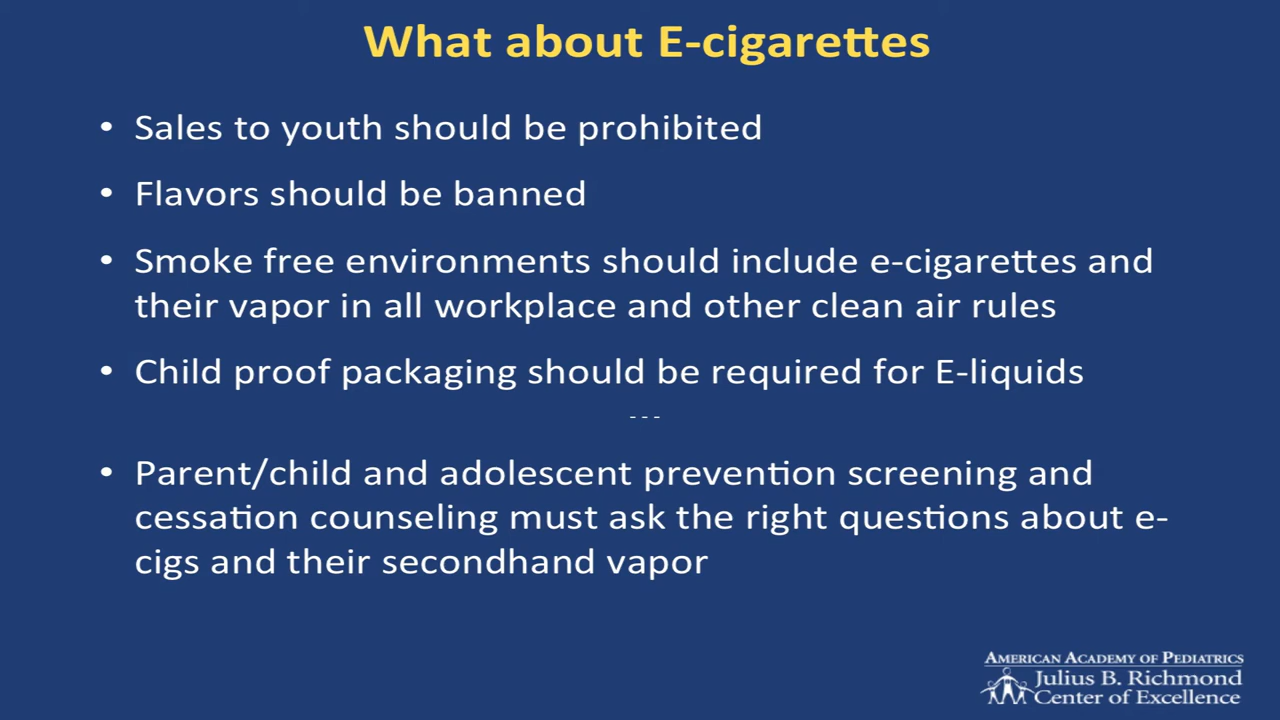 What about E-cigarettes
• Sales to youth should be prohibited
• Flavors should be banned
• Smoke free environments should include e-cigarettes and
their vapor in all workplace and other clean air rules
• Child proof packaging should be required for E-liquids
---
• Parent/child and adolescent prevention screening and
cessation counseling must ask the right questions about e-
cigs and their secondhand vapor
AMERICAN ACADEMY OF PEDIATRICS
Julius B. Richmond
Center of Excellence